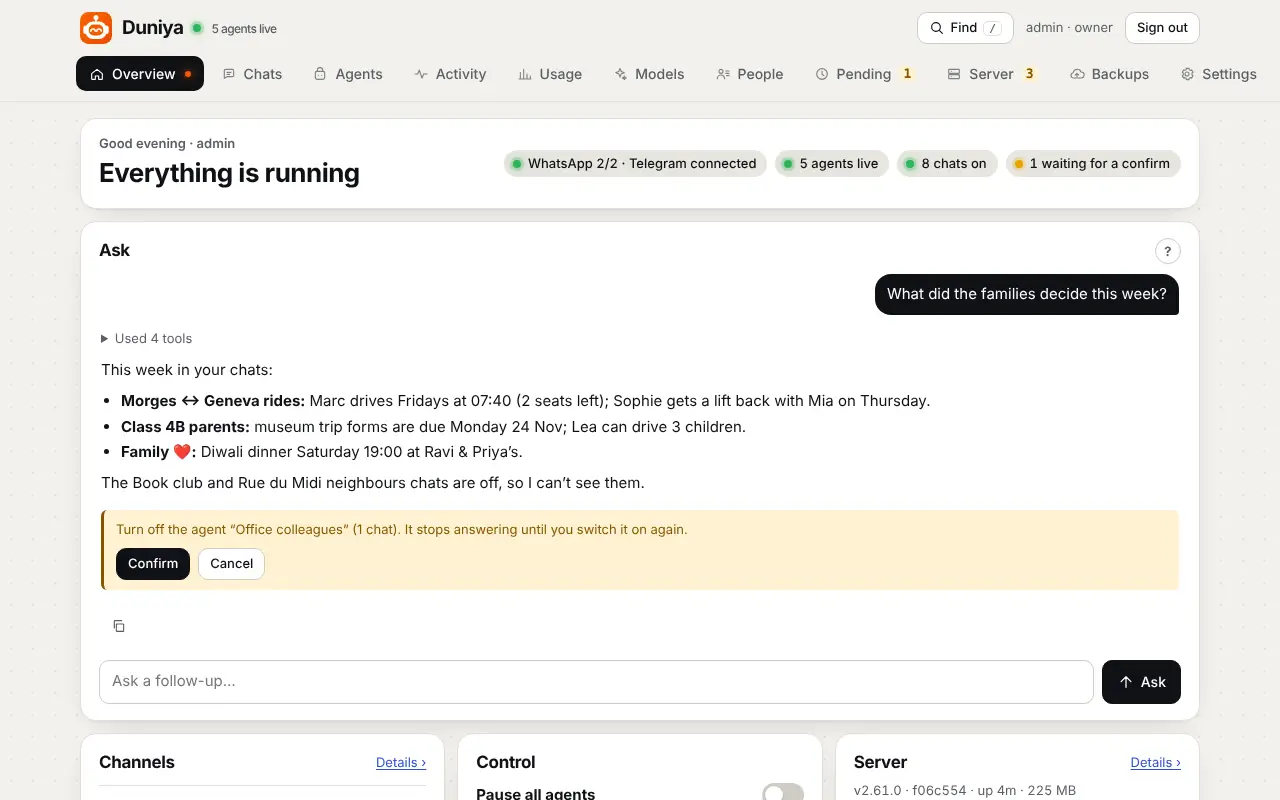 Duniya 5 agents live
Find / admin · owner Sign out
Overview Chats Agents Activity Usage Models People Pending 1 Server 3 Backups Settings
Good evening · admin
Everything is running
WhatsApp 2/2 · Telegram connected 5 agents live 8 chats on 1 waiting for a confirm
Ask ?
What did the families decide this week?
Used 4 tools
This week in your chats:
• Morges ↔ Geneva rides: Marc drives Fridays at 07:40 (2 seats left); Sophie gets a lift back with Mia on Thursday.
• Class 4B parents: museum trip forms are due Monday 24 Nov; Lea can drive 3 children.
• Family ❤️: Diwali dinner Saturday 19:00 at Ravi & Priya’s.
The Book club and Rue du Midi neighbours chats are off, so I can’t see them.
Turn off the agent “Office colleagues” (1 chat). It stops answering until you switch it on again.
Confirm Cancel
Ask a follow-up...
Ask
Channels Details ›
Control
Pause all agents
Server Details ›
v2.61.0 · f06c554 · up 4m · 225 MB